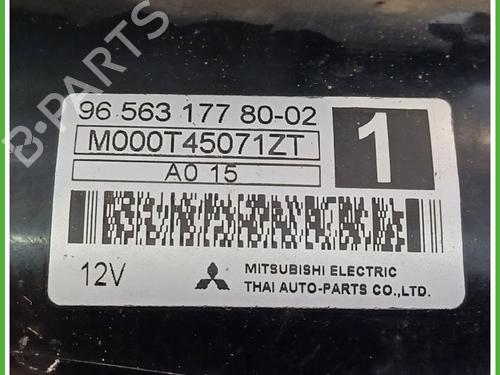 B-PARTS
96 563 177 80-02
M000T45071ZT
A0 15
1
12V
MITSUBISHI ELECTRIC
THAI AUTO-PARTS CO.,LTD.